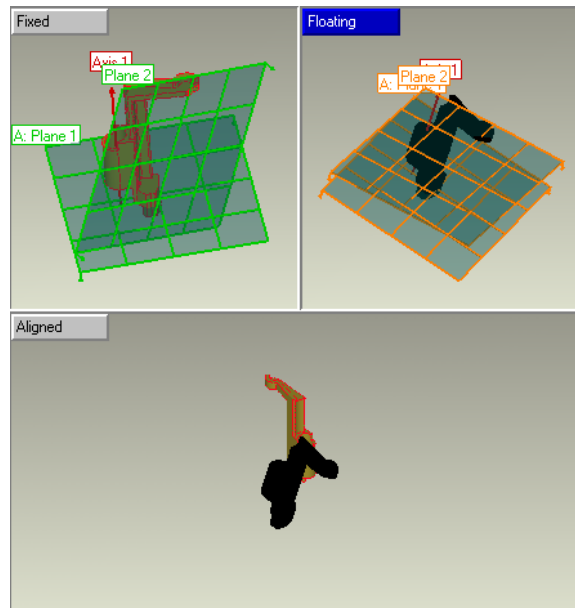 Fixed
Axis 1
Plane 2
A: Plane 1
Floating
Plane 2
Aligned